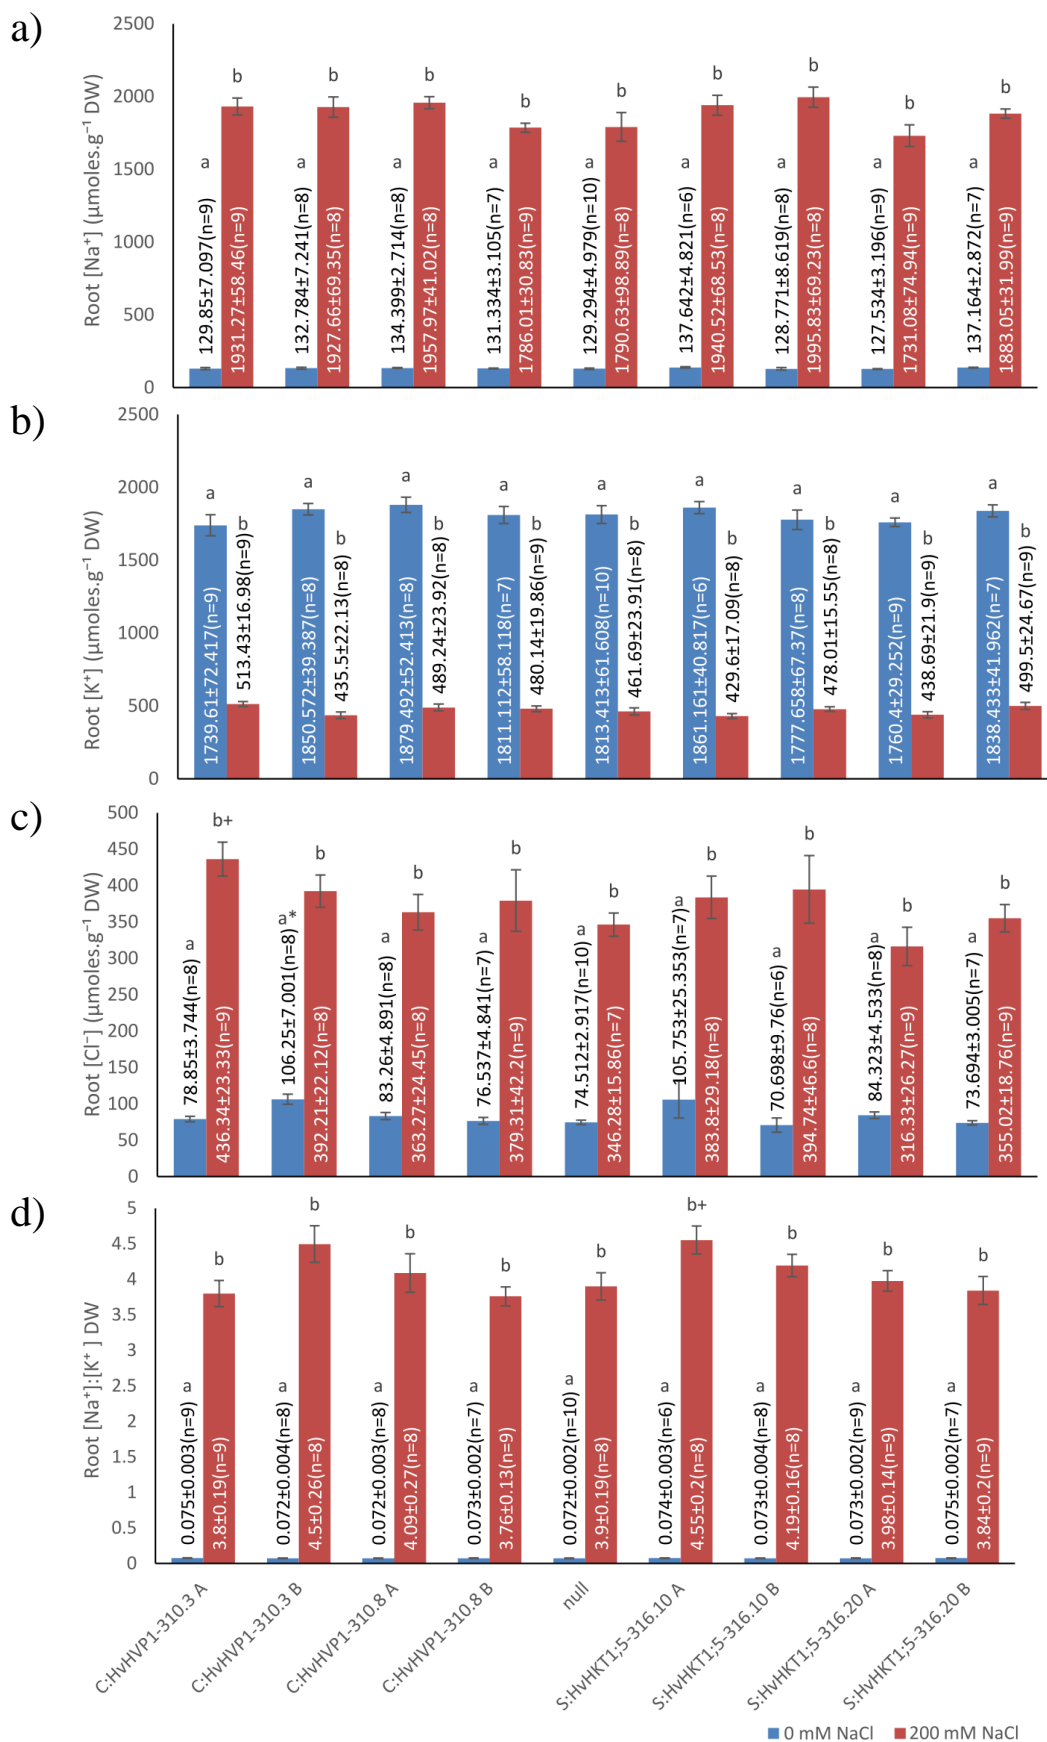 a)
Root [Na⁺] (μmoles.g⁻¹ DW)
2500
2000
1500
1000
500
0
a
b
a
b
a
b
a
b
a
b
a
b
a
b
a
b
a
b
129.85±7.097(n=9)
1931.27±58.46(n=9)
132.784±7.241(n=8)
1927.66±69.35(n=8)
134.399±2.714(n=8)
1957.97±41.02(n=8)
131.334±3.105(n=7)
1786.01±30.83(n=9)
129.294±4.979(n=10)
1790.63±98.89(n=8)
137.642±4.821(n=6)
1940.52±68.53(n=8)
128.771±8.619(n=8)
1995.83±69.23(n=8)
127.534±3.196(n=9)
1731.08±74.94(n=9)
137.164±2.872(n=7)
1883.05±31.99(n=9)
b)
Root [K⁺] (μmoles.g⁻¹ DW)
2500
2000
1500
1000
500
0
a
b
a
b
a
b
a
b
a
b
a
b
a
b
a
b
a
b
1739.61±72.417(n=9)
513.43±16.98(n=9)
1850.572±39.387(n=8)
435.5±22.13(n=8)
1879.492±52.413(n=8)
489.24±23.92(n=8)
1811.112±58.118(n=7)
480.14±19.86(n=9)
1813.413±61.608(n=10)
461.69±23.91(n=8)
1861.161±40.817(n=6)
429.6±17.09(n=8)
1777.658±67.37(n=8)
478.01±15.55(n=8)
1760.4±29.252(n=9)
438.69±21.9(n=9)
1838.433±41.962(n=7)
499.5±24.67(n=9)
c)
Root [Cl⁻] (μmoles.g⁻¹ DW)
500
450
400
350
300
250
200
150
100
50
0
a
b+
a*
b
a
b
a
b
a
b
a
b
a
b
a
b
a
b
78.85±3.744(n=8)
436.34±23.33(n=9)
106.25±7.001(n=8)
392.21±22.12(n=8)
83.26±4.891(n=8)
363.27±24.45(n=8)
76.537±4.841(n=7)
379.31±42.2(n=9)
74.512±2.917(n=10)
346.28±15.86(n=7)
105.753±25.353(n=7)
383.8±29.18(n=8)
70.698±9.76(n=6)
394.74±46.6(n=8)
84.323±4.533(n=8)
316.33±26.27(n=9)
73.694±3.005(n=7)
355.02±18.76(n=9)
d)
Root [Na⁺]:[K⁺ ] DW
5
4.5
4
3.5
3
2.5
2
1.5
1
0.5
0
a
b
a
b
a
b
a
b
a
b
a
b+
a
b
a
b
a
b
0.075±0.003(n=9)
3.8±0.19(n=9)
0.072±0.004(n=8)
4.5±0.26(n=8)
0.072±0.003(n=8)
4.09±0.27(n=8)
0.073±0.002(n=7)
3.76±0.13(n=9)
0.072±0.002(n=10)
3.9±0.19(n=8)
0.074±0.003(n=6)
4.55±0.2(n=8)
0.073±0.004(n=8)
4.19±0.16(n=8)
0.073±0.002(n=9)
3.98±0.14(n=9)
0.075±0.002(n=7)
3.84±0.2(n=9)
C:HvHVP1-310.3 A
C:HvHVP1-310.3 B
C:HvHVP1-310.8 A
C:HvHVP1-310.8 B
null
S:HvHKT1;5-316.10 A
S:HvHKT1;5-316.10 B
S:HvHKT1;5-316.20 A
S:HvHKT1;5-316.20 B
0 mM NaCl
200 mM NaCl